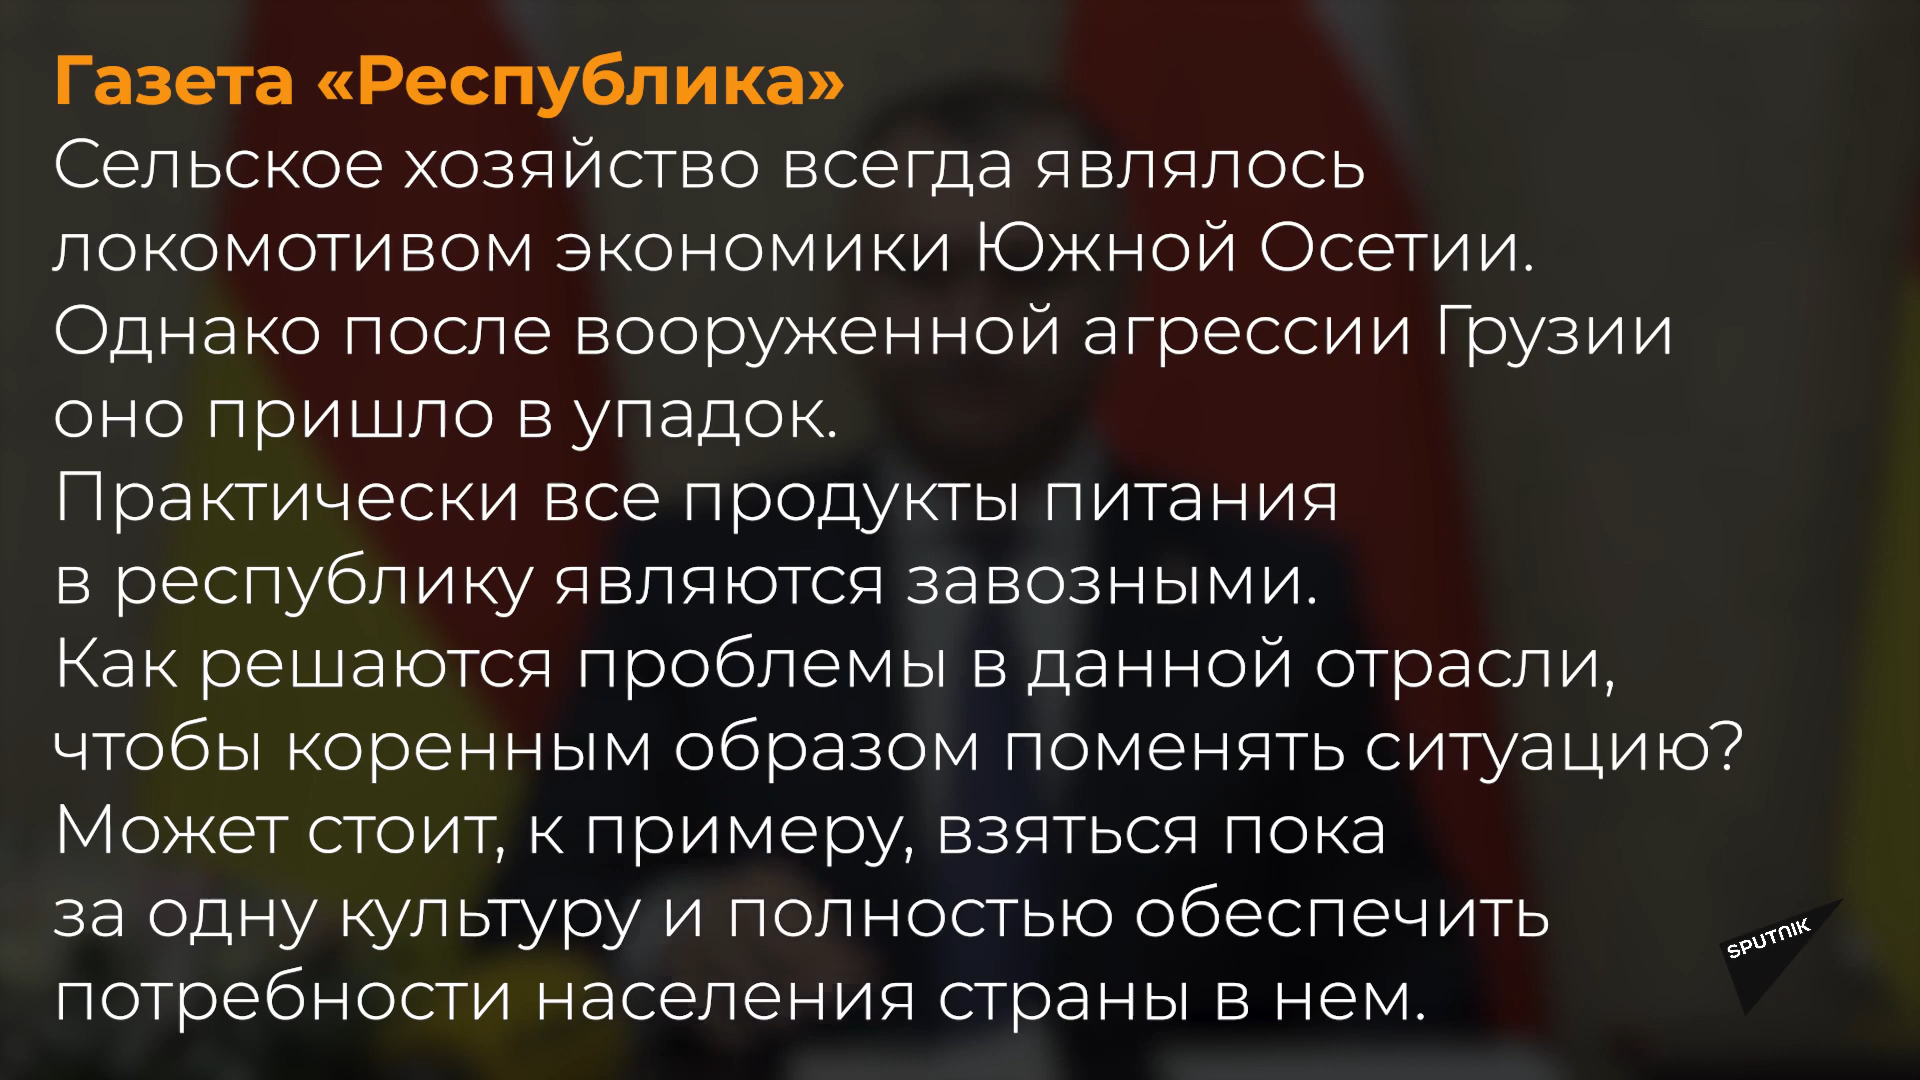 Газета «Республика»
Сельское хозяйство всегда являлось
локомотивом экономики Южной Осетии.
Однако после вооруженной агрессии Грузии
оно пришло в упадок.
Практически все продукты питания
в республику являются завозными.
Как решаются проблемы в данной отрасли,
чтобы коренным образом поменять ситуацию?
Может стоит, к примеру, взяться пока
за одну культуру и полностью обеспечить
потребности населения страны в нем.
SPUTNIK